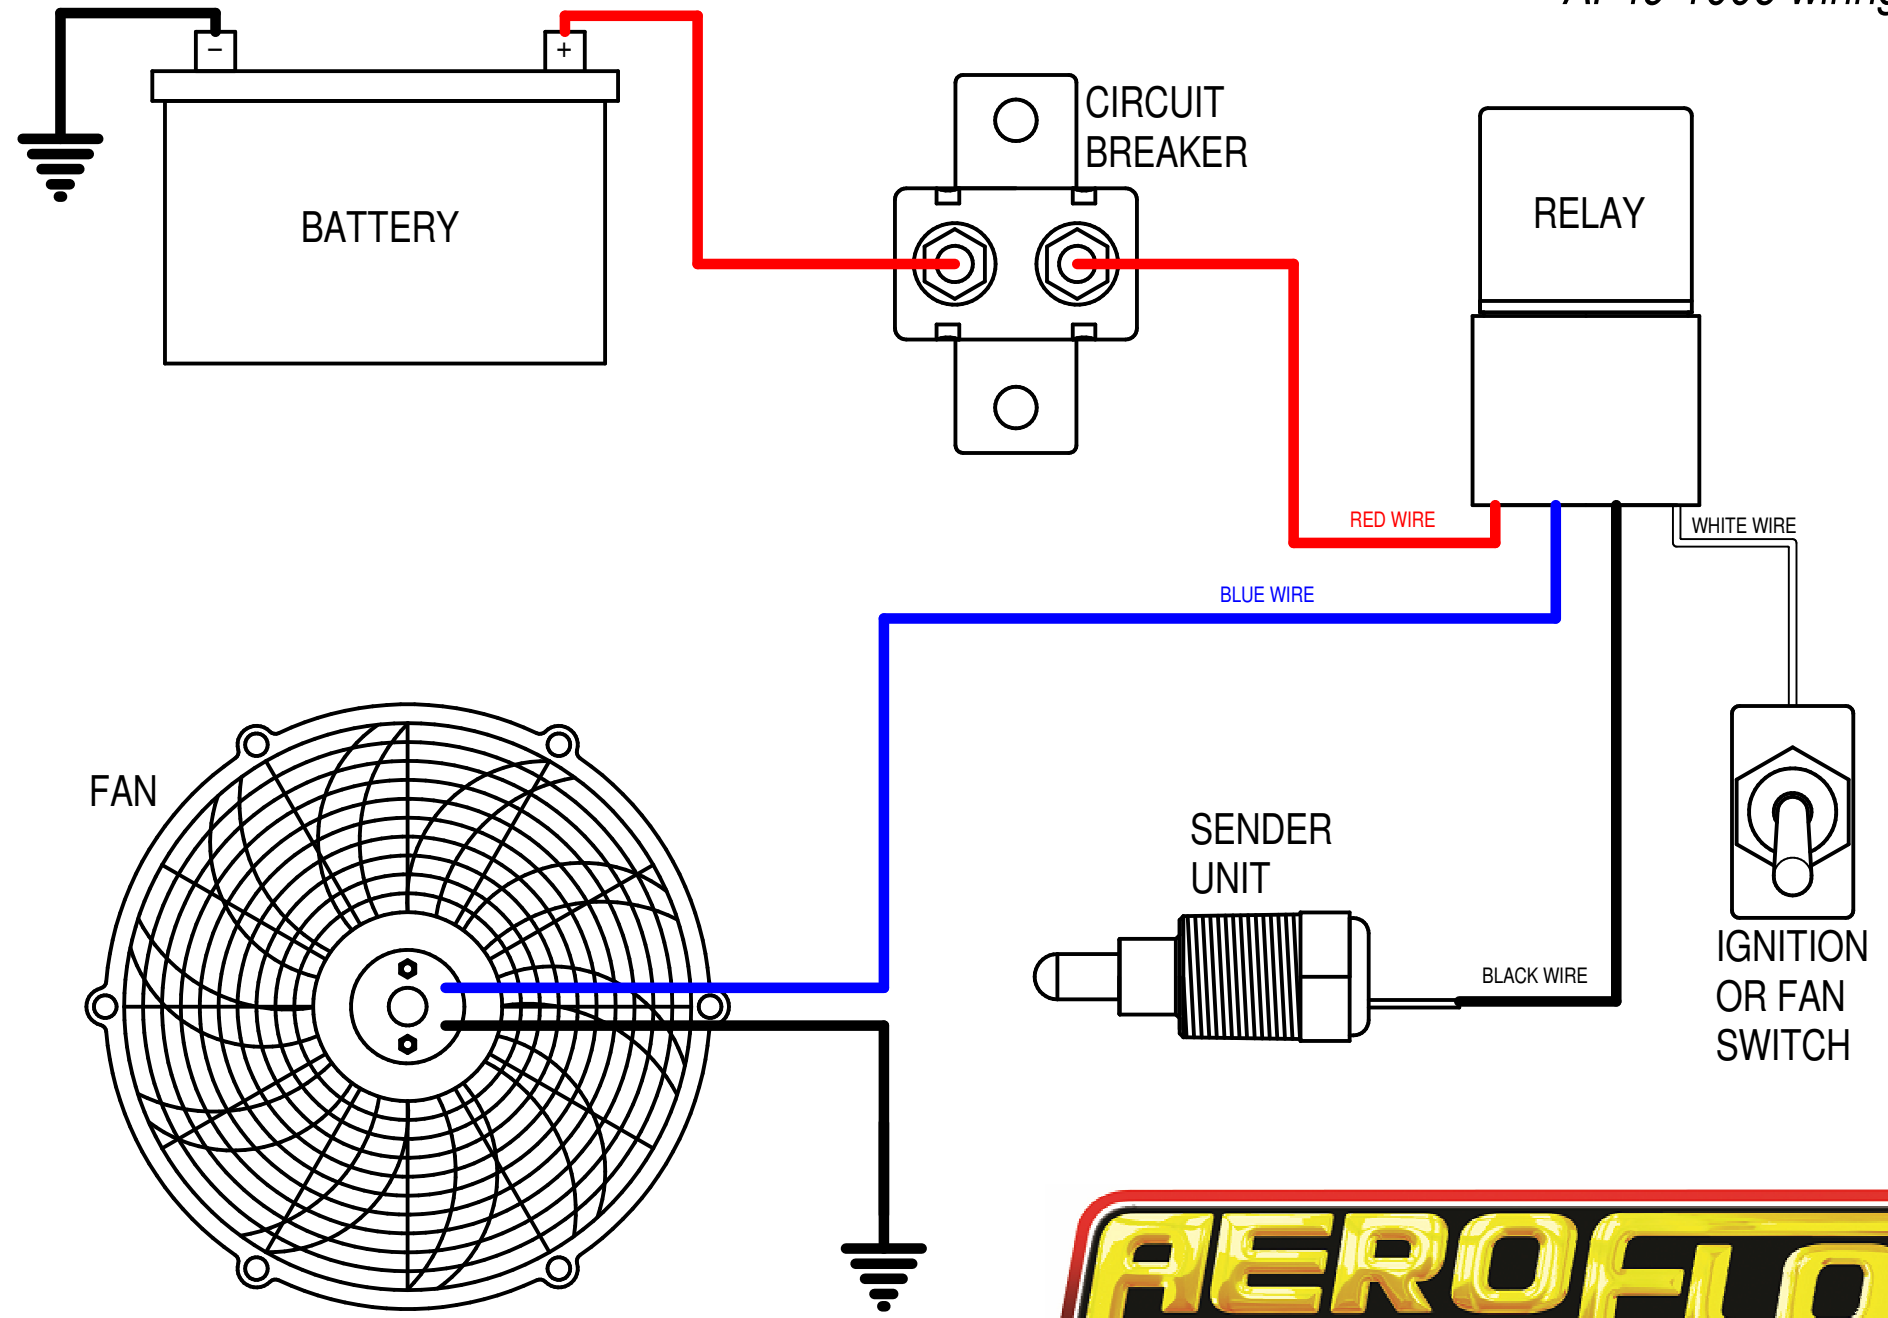 wiring
CIRCUIT
BREAKER
BATTERY
RELAY
RED WIRE
WHITE WIRE
BLUE WIRE
FAN
SENDER
UNIT
IGNITION
OR FAN
SWITCH
BLACK WIRE
AEROFLO